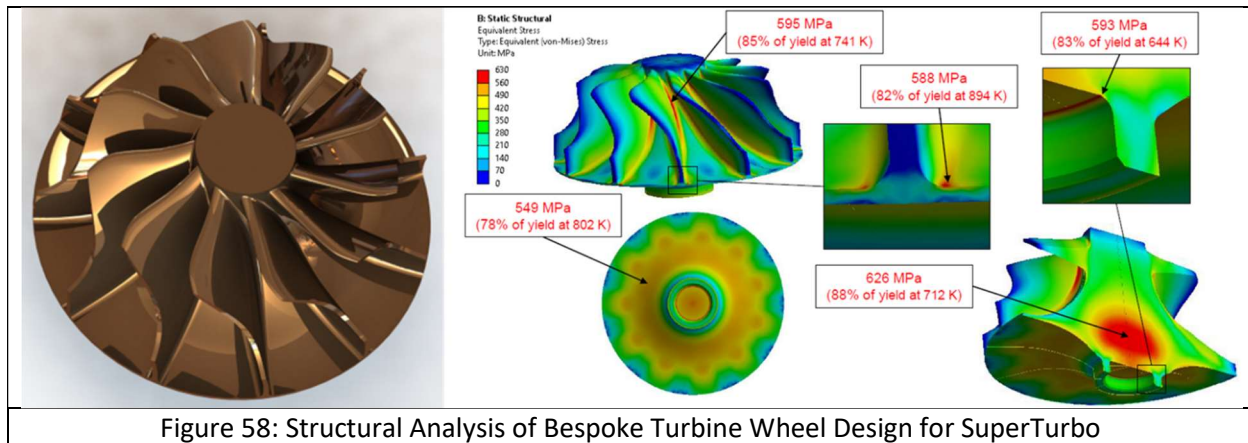 B: Static Structural
Equivalent Stress
Type: Equivalent (von-Mises) Stress
Unit: MPa
630
560
490
420
350
280
210
140
70
0
595 MPa
(85% of yield at 741 K)
588 MPa
(82% of yield at 894 K)
593 MPa
(83% of yield at 644 K)
549 MPa
(78% of yield at 802 K)
626 MPa
(88% of yield at 712 K)
Figure 58: Structural Analysis of Bespoke Turbine Wheel Design for SuperTurbo